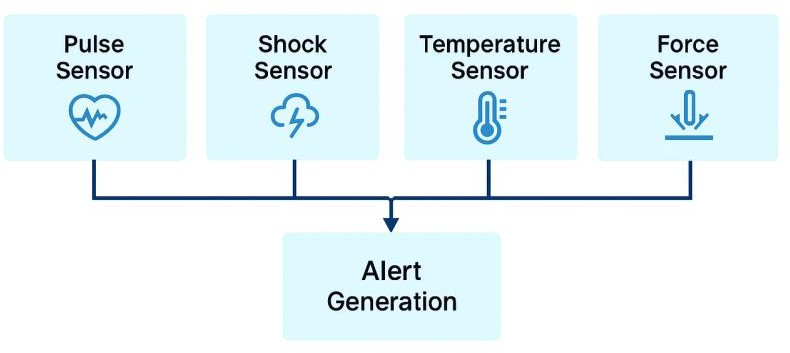 Pulse
Sensor
Shock
Sensor
Temperature
Sensor
Force
Sensor
Alert
Generation